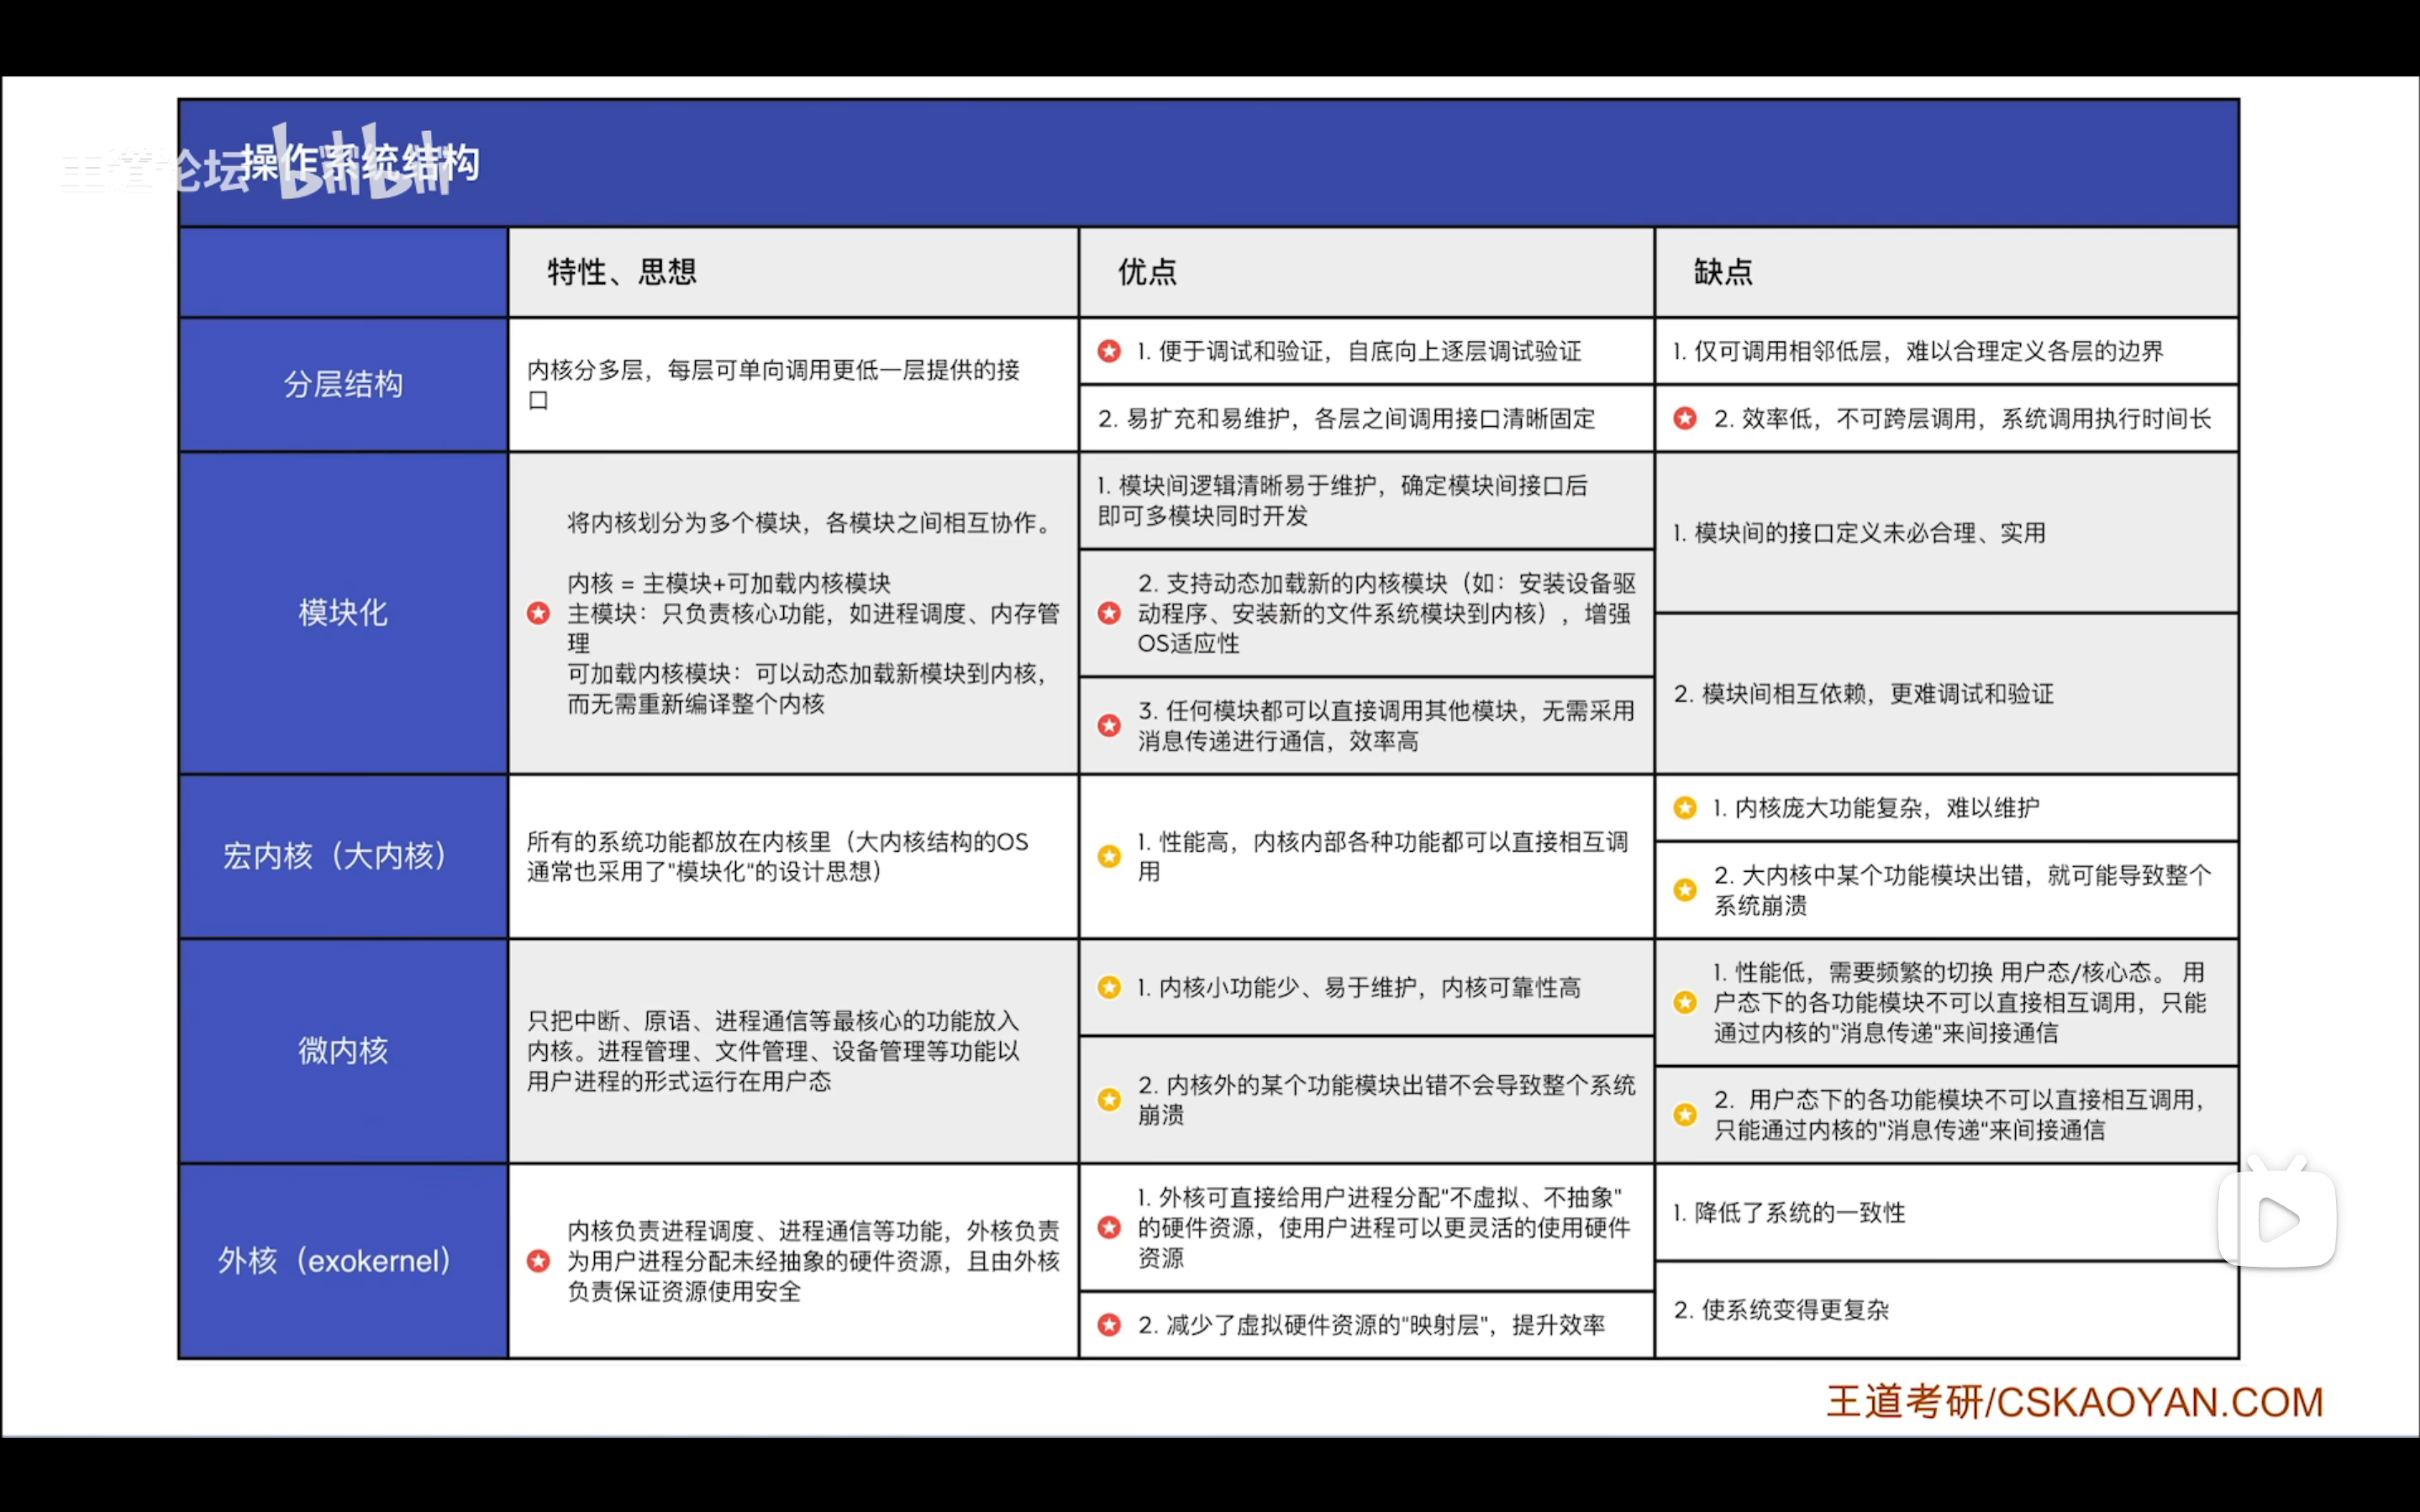 王道论坛 bilibili
操作系统结构
特性、思想
优点
缺点
分层结构
内核分多层，每层可单向调用更低一层提供的接
口
1. 便于调试和验证，自底向上逐层调试验证
2. 易扩充和易维护，各层之间调用接口清晰固定
1. 仅可调用相邻低层，难以合理定义各层的边界
2. 效率低，不可跨层调用，系统调用执行时间长
模块化
将内核划分为多个模块，各模块之间相互协作。
内核 = 主模块+可加载内核模块
主模块：只负责核心功能，如进程调度、内存管
理
可加载内核模块：可以动态加载新模块到内核，
而无需重新编译整个内核
1. 模块间逻辑清晰易于维护，确定模块间接口后
即可多模块同时开发
2. 支持动态加载新的内核模块（如：安装设备驱
动程序、安装新的文件系统模块到内核），增强
OS适应性
3. 任何模块都可以直接调用其他模块，无需采用
消息传递进行通信，效率高
1. 模块间的接口定义未必合理、实用
2. 模块间相互依赖，更难调试和验证
宏内核（大内核）
所有的系统功能都放在内核里（大内核结构的OS
通常也采用了"模块化"的设计思想）
1. 性能高，内核内部各种功能都可以直接相互调
用
1. 内核庞大功能复杂，难以维护
2. 大内核中某个功能模块出错，就可能导致整个
系统崩溃
微内核
只把中断、原语、进程通信等最核心的功能放入
内核。进程管理、文件管理、设备管理等功能以
用户进程的形式运行在用户态
1. 内核小功能少、易于维护，内核可靠性高
2. 内核外的某个功能模块出错不会导致整个系统
崩溃
1. 性能低，需要频繁的切换 用户态/核心态。 用
户态下的各功能模块不可以直接相互调用，只能
通过内核的"消息传递"来间接通信
2. 用户态下的各功能模块不可以直接相互调用，
只能通过内核的"消息传递"来间接通信
外核（exokernel）
内核负责进程调度、进程通信等功能，外核负责
为用户进程分配未经抽象的硬件资源，且由外核
负责保证资源使用安全
1. 外核可直接给用户进程分配"不虚拟、不抽象"
的硬件资源，使用户进程可以更灵活的使用硬件
资源
2. 减少了虚拟硬件资源的"映射层"，提升效率
1. 降低了系统的一致性
2. 使系统变得更复杂
王道考研/CSKAOYAN.COM